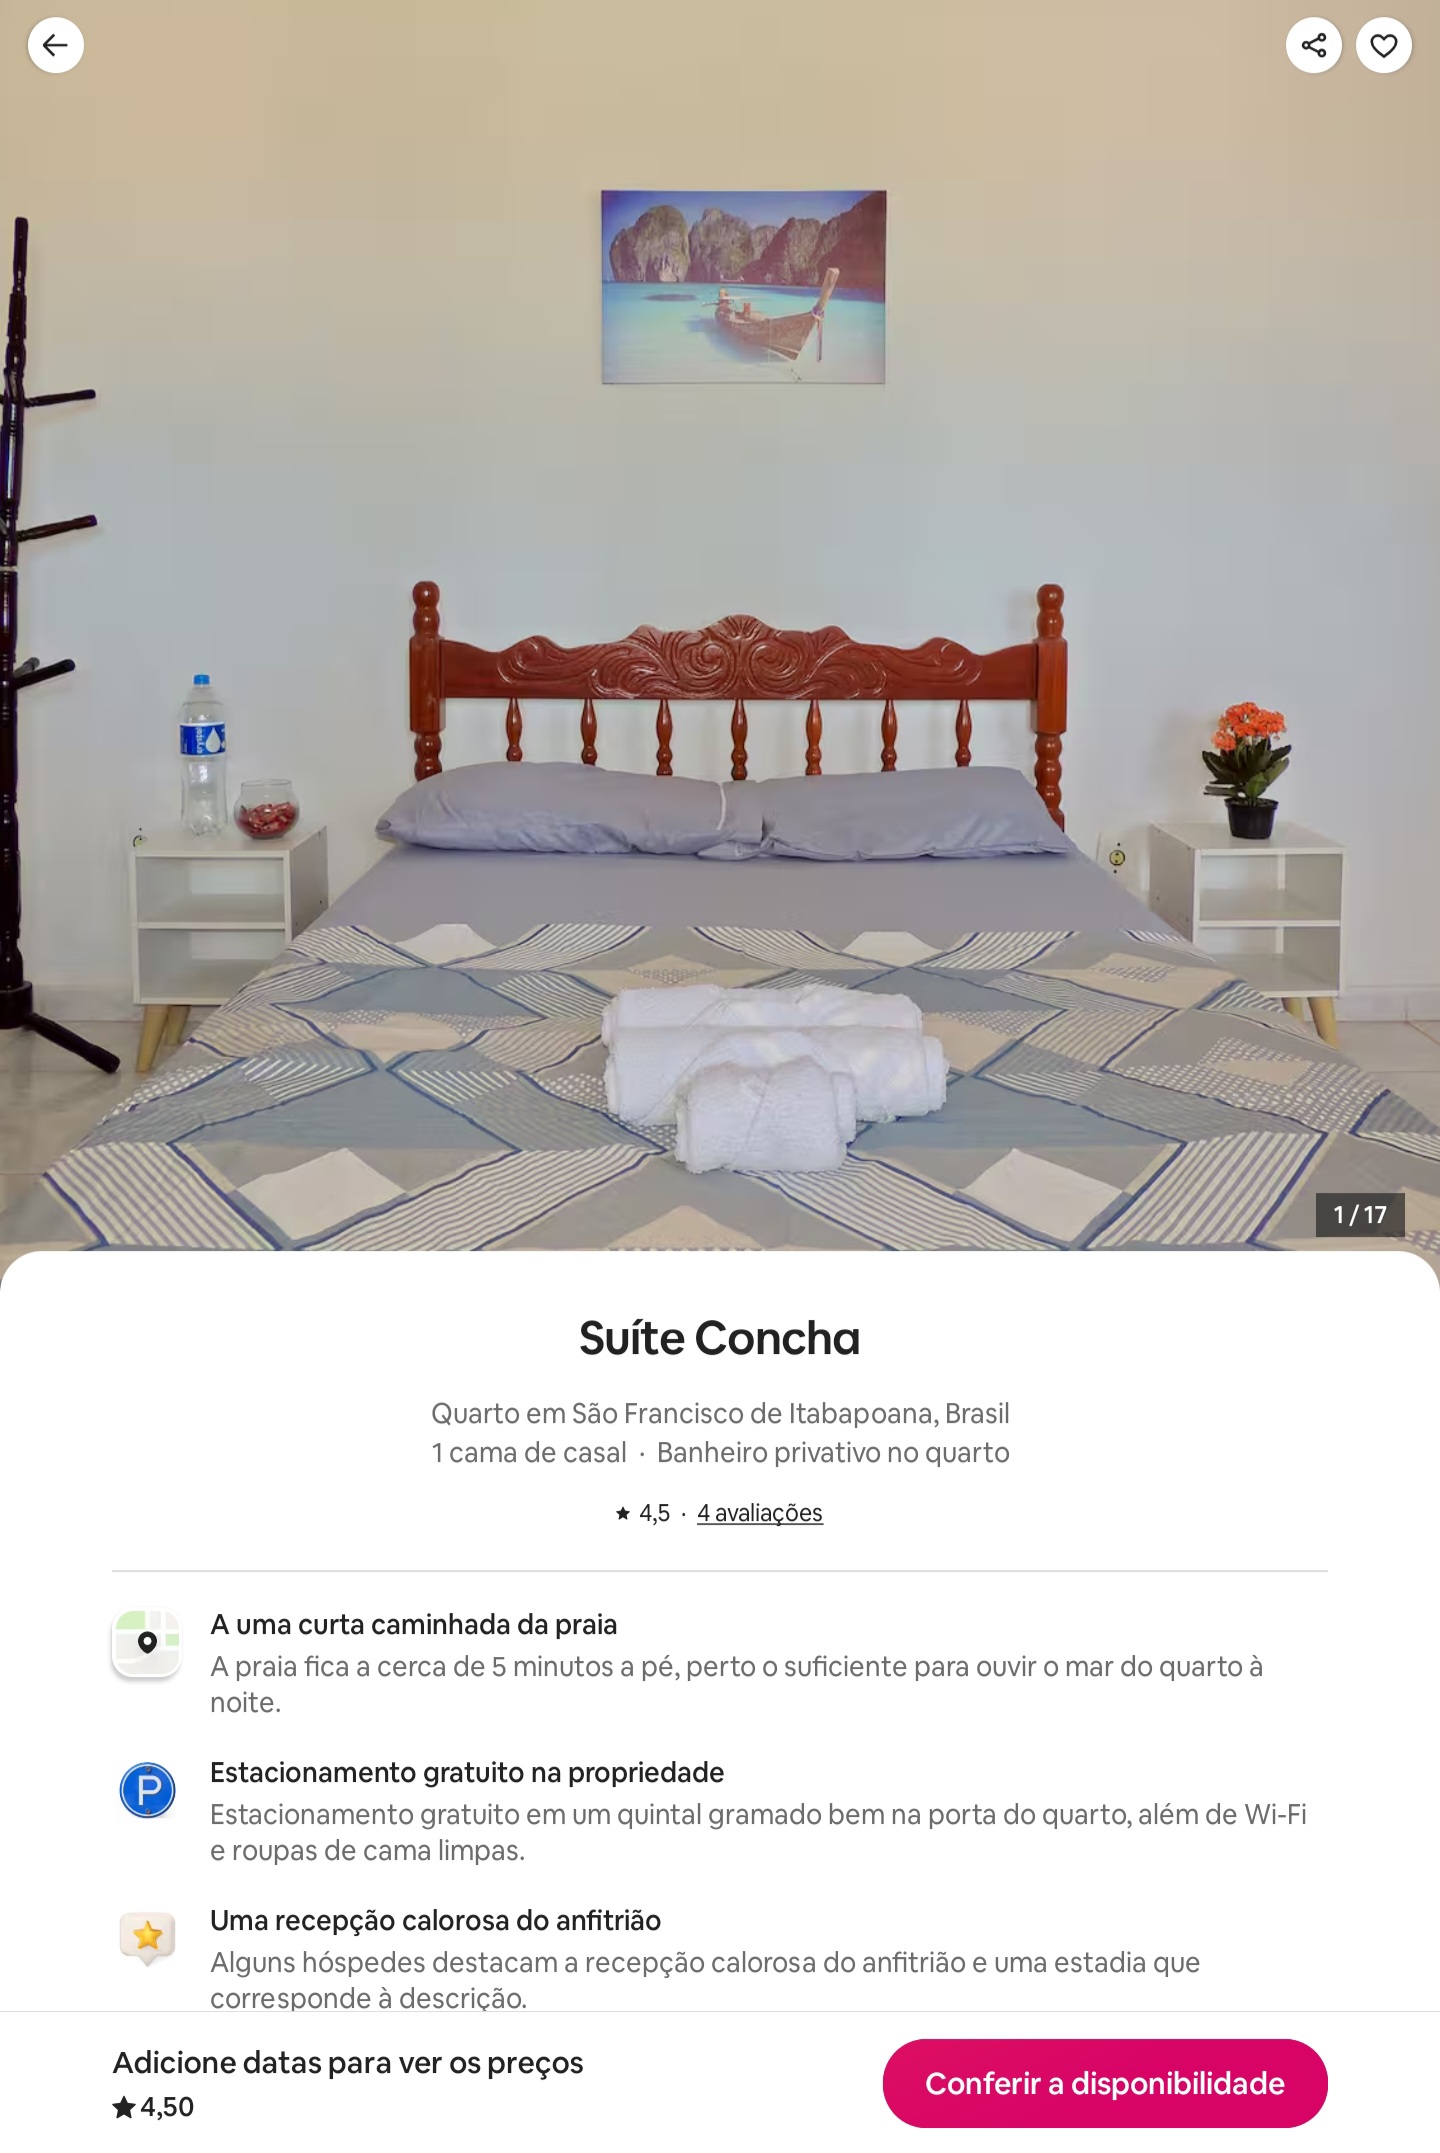 crystal
1 / 17
Suíte Concha
Quarto em São Francisco de Itabapoana, Brasil
1 cama de casal · Banheiro privativo no quarto
★ 4,5 · 4 avaliações
A uma curta caminhada da praia
A praia fica a cerca de 5 minutos a pé, perto o suficiente para ouvir o mar do quarto à
noite.
P
Estacionamento gratuito na propriedade
Estacionamento gratuito em um quintal gramado bem na porta do quarto, além de Wi-Fi
e roupas de cama limpas.
Uma recepção calorosa do anfitrião
Alguns hóspedes destacam a recepção calorosa do anfitrião e uma estadia que
corresponde à descrição.
Adicione datas para ver os preços
★ 4,50
Conferir a disponibilidade